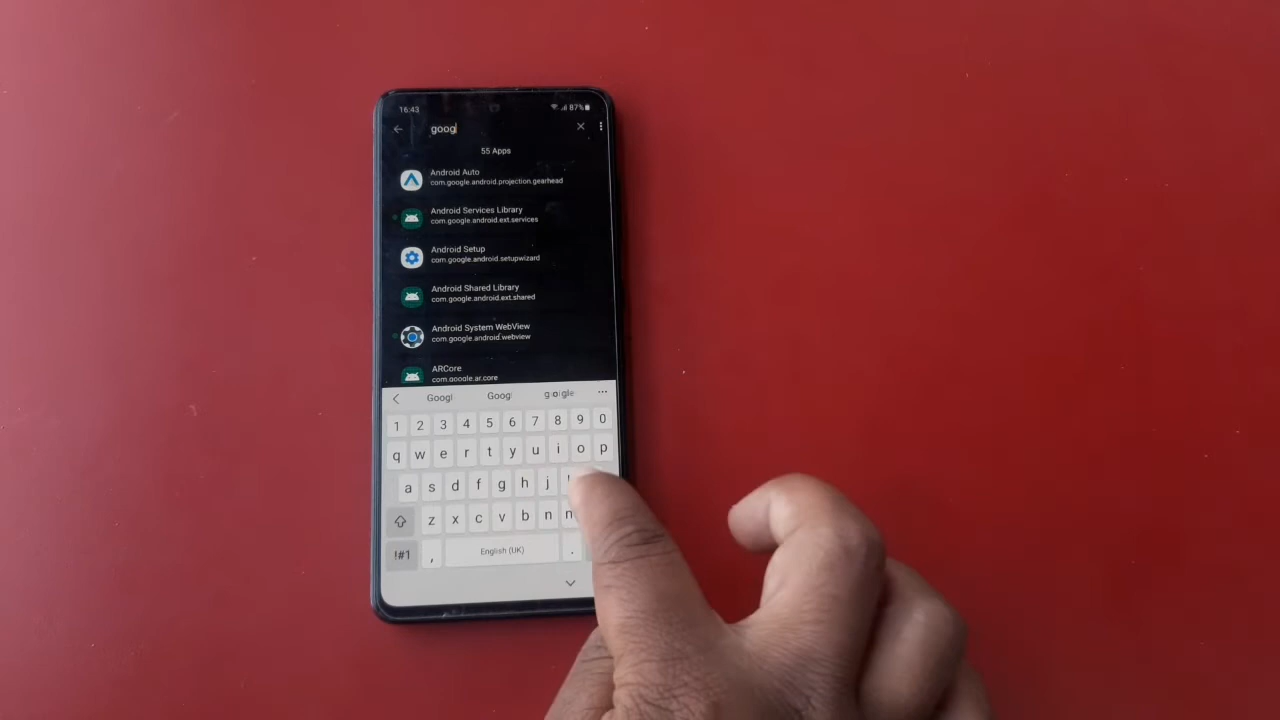 16:43 87%
goog
55 Apps
Android Auto
com.google.android.projection.gearhead
Android Services Library
com.google.android.ext.services
Android Setup
com.google.android.setupwizard
Android Shared Library
com.google.android.ext.shared
Android System WebView
com.google.android.webview
ARCore
com.google.ar.core
Googl Goog google
1 2 3 4 5 6 7 8 9 0
q w e r t y u i o p
a s d f g h j
z x c v b n
!#1 , English (UK) .